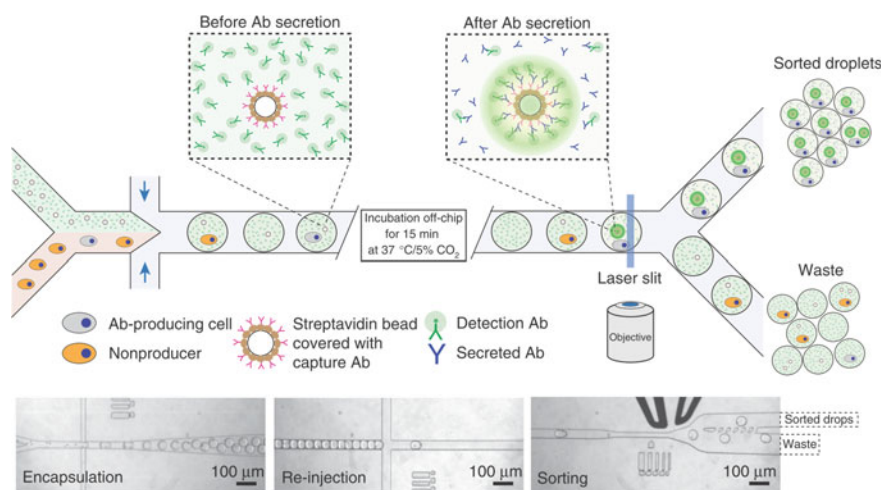 Before Ab secretion
After Ab secretion
Sorted droplets
Incubation off-chip
for 15 min
at 37 °C/5% CO₂
Laser slit
Objective
Waste
Ab-producing cell
Nonproducer
Streptavidin bead
covered with
capture Ab
Detection Ab
Secreted Ab
Encapsulation
100 µm
Re-injection
100 µm
Sorting
100 µm
Sorted drops
Waste